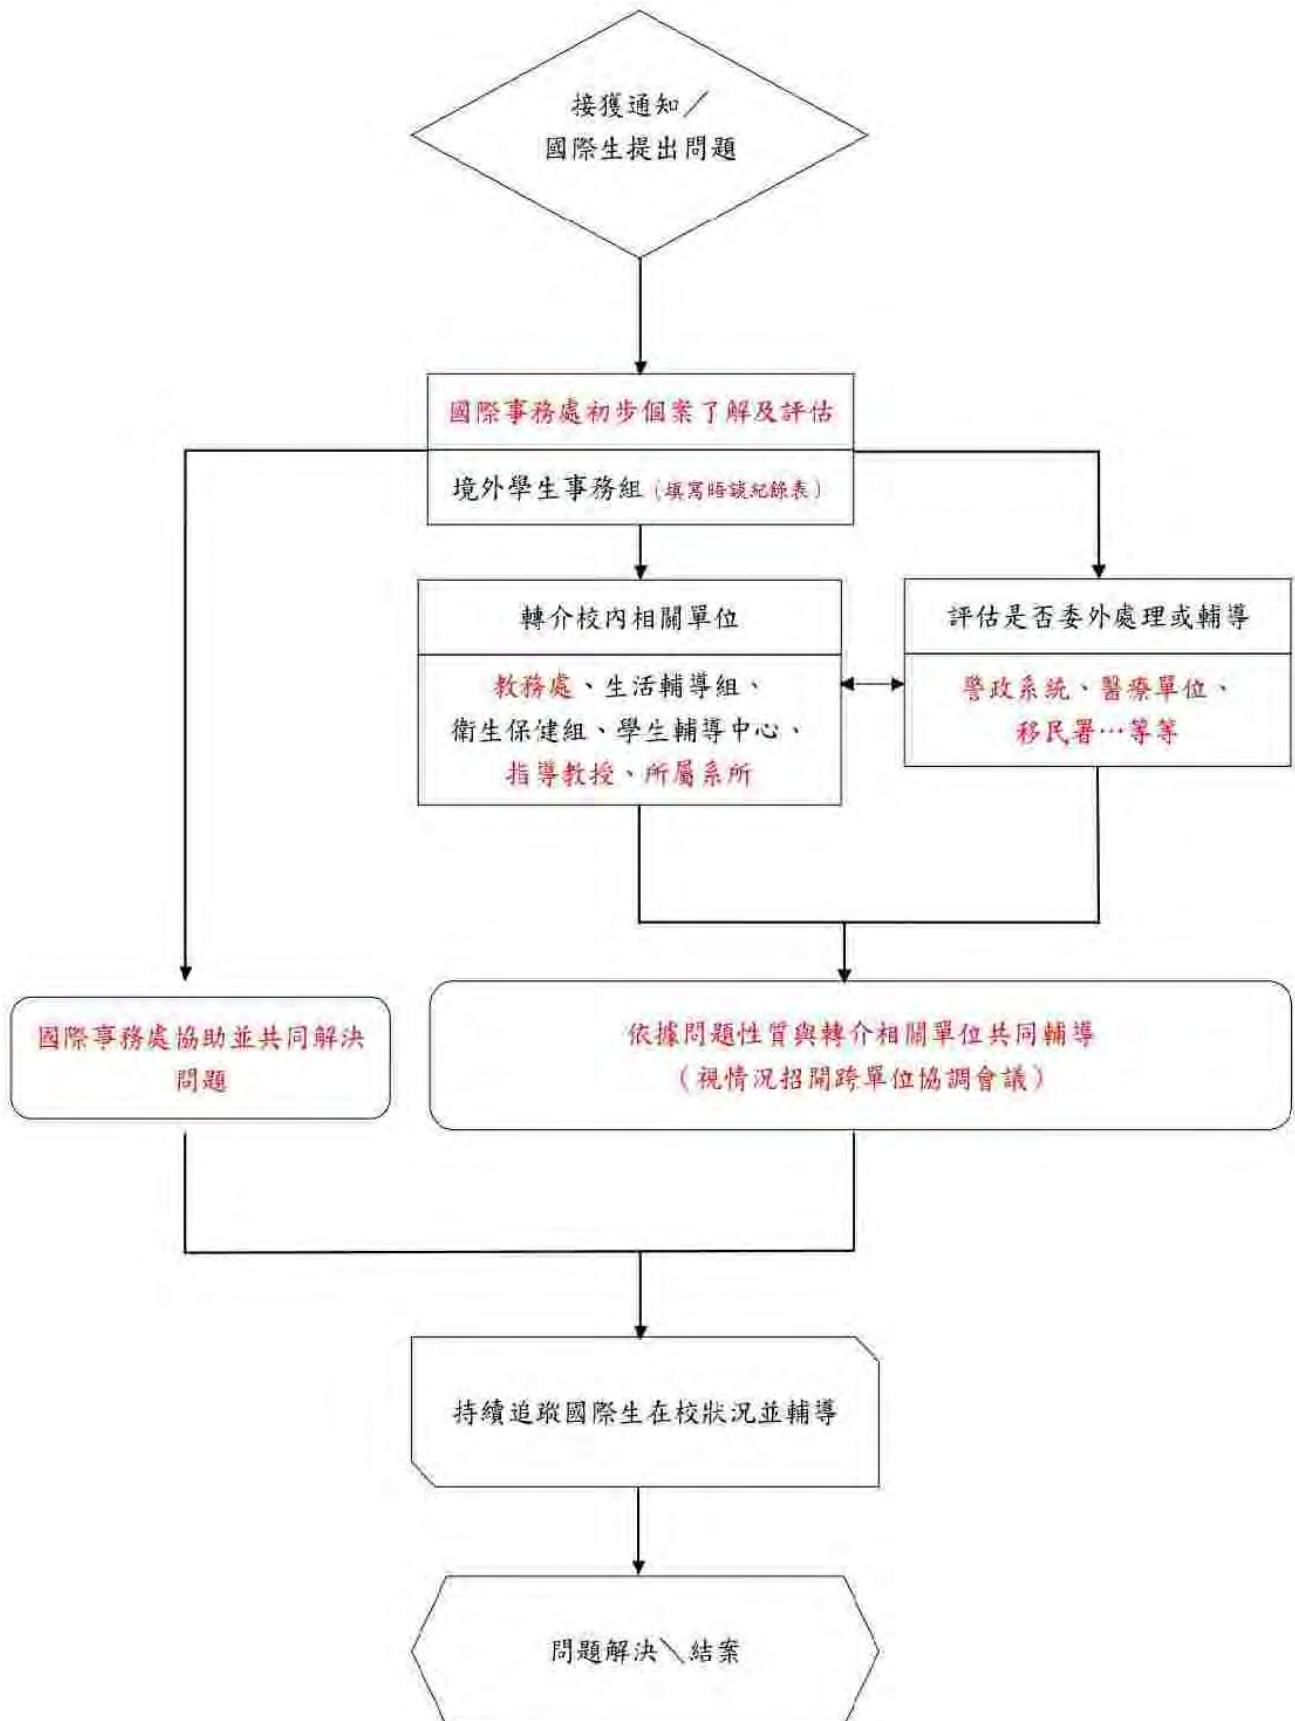 接獲通知／
國際生提出問題
國際事務處初步個案了解及評估
境外學生事務組（填寫晤談紀錄表）
轉介校內相關單位
教務處、生活輔導組、
衛生保健組、學生輔導中心、
指導教授、所屬系所
評估是否委外處理或輔導
警政系統、醫療單位、
移民署…等等
國際事務處協助並共同解決
問題
依據問題性質與轉介相關單位共同輔導
（視情況招開跨單位協調會議）
持續追蹤國際生在校狀況並輔導
問題解決＼結案